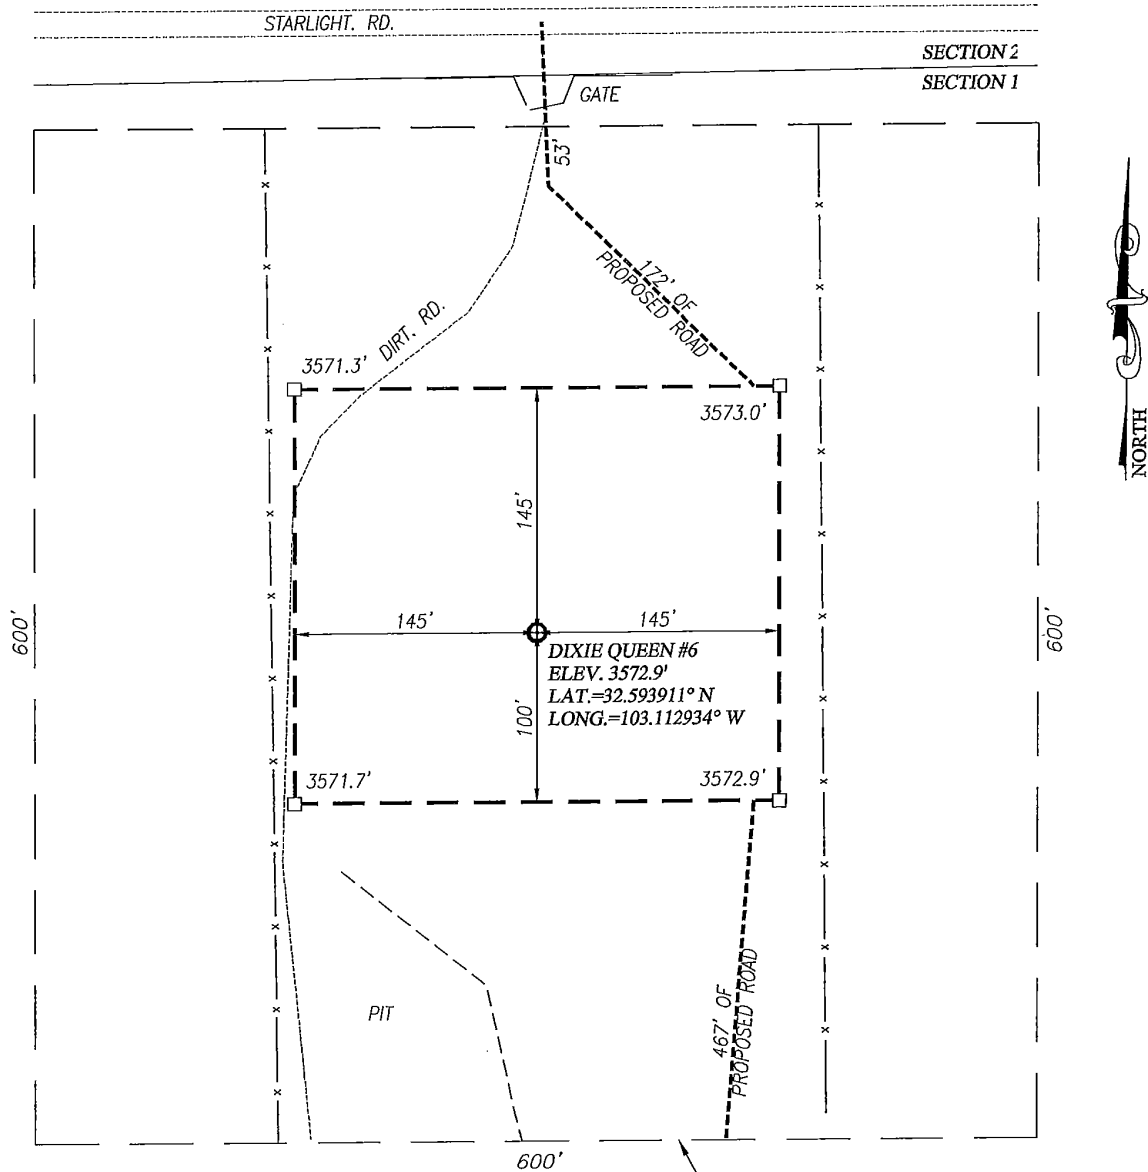 STARLIGHT. RD.
SECTION 2
SECTION 1
GATE
53'
172' OF
PROPOSED ROAD
DIRT. RD.
3571.3'
3573.0'
NORTH
145'
600'
145'
145'
600'
DIXIE QUEEN #6
ELEV. 3572.9'
LAT.=32.593911° N
LONG.=103.112934° W
100'
3571.7'
3572.9'
PIT
467' OF
PROPOSED ROAD
600'